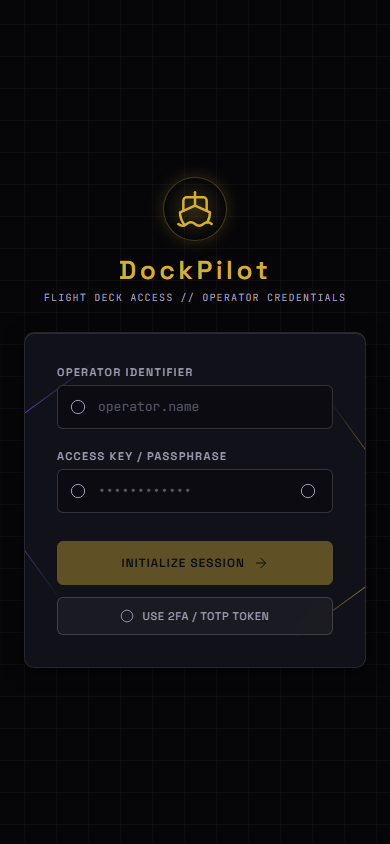 DockPilot
FLIGHT DECK ACCESS // OPERATOR CREDENTIALS
OPERATOR IDENTIFIER
operator.name
ACCESS KEY / PASSPHRASE
••••••••••••
INITIALIZE SESSION →
USE 2FA / TOTP TOKEN